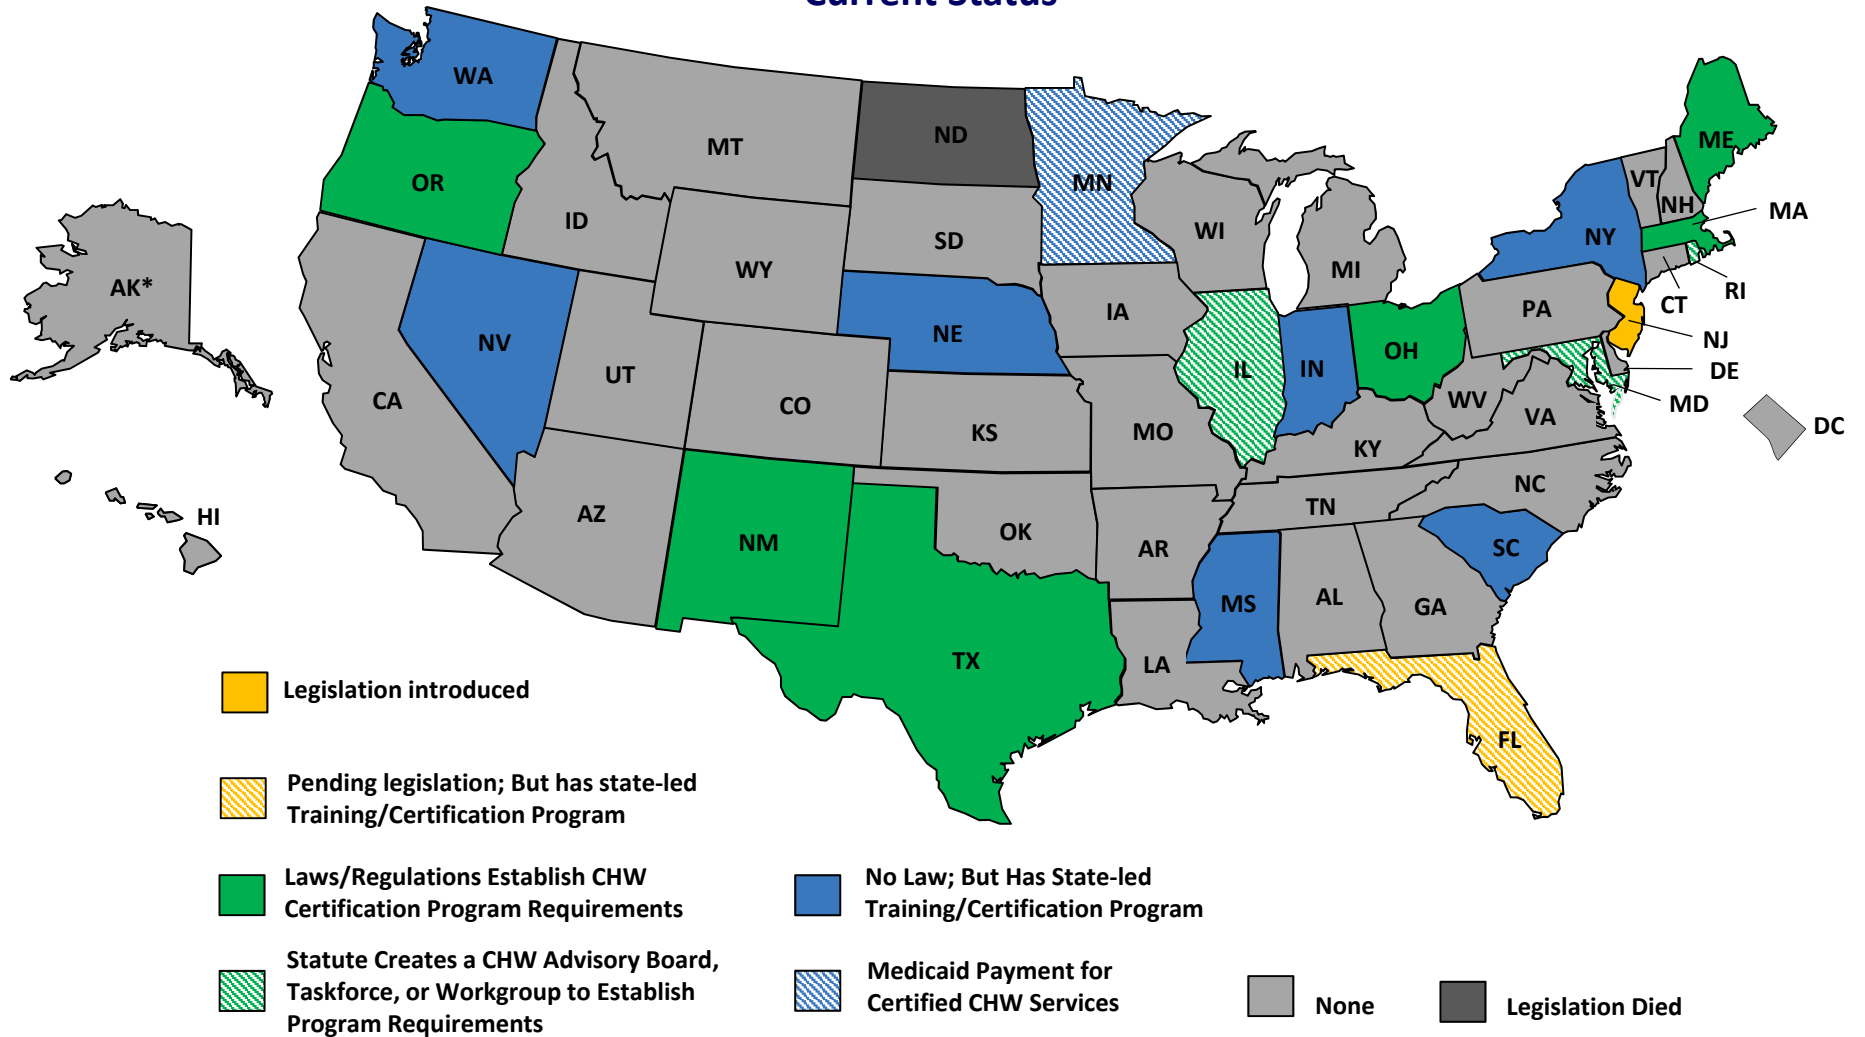 Current Status
WA
MT
ND
MN
ME
OR
ID
SD
WI
VT
NH
MA
NY
AK*
WY
MI
RI
CT
IA
PA
NV
NE
NJ
UT
IL
IN
OH
DE
CA
CO
WV
MD
VA
DC
KS
MO
KY
HI
AZ
NM
OK
AR
TN
NC
SC
MS
AL
GA
TX
LA
FL
Legislation introduced
Pending legislation; But has state-led
Training/Certification Program
Laws/Regulations Establish CHW
Certification Program Requirements
No Law; But Has State-led
Training/Certification Program
Statute Creates a CHW Advisory Board,
Taskforce, or Workgroup to Establish
Program Requirements
Medicaid Payment for
Certified CHW Services
None
Legislation Died